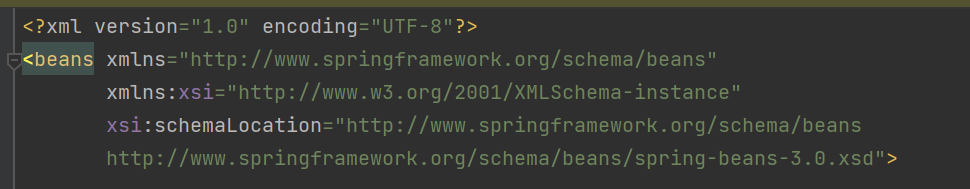 <?xml version="1.0" encoding="UTF-8"?>
<beans xmlns="http://www.springframework.org/schema/beans"
xmlns:xsi="http://www.w3.org/2001/XMLSchema-instance"
xsi:schemaLocation="http://www.springframework.org/schema/beans
http://www.springframework.org/schema/beans/spring-beans-3.0.xsd">